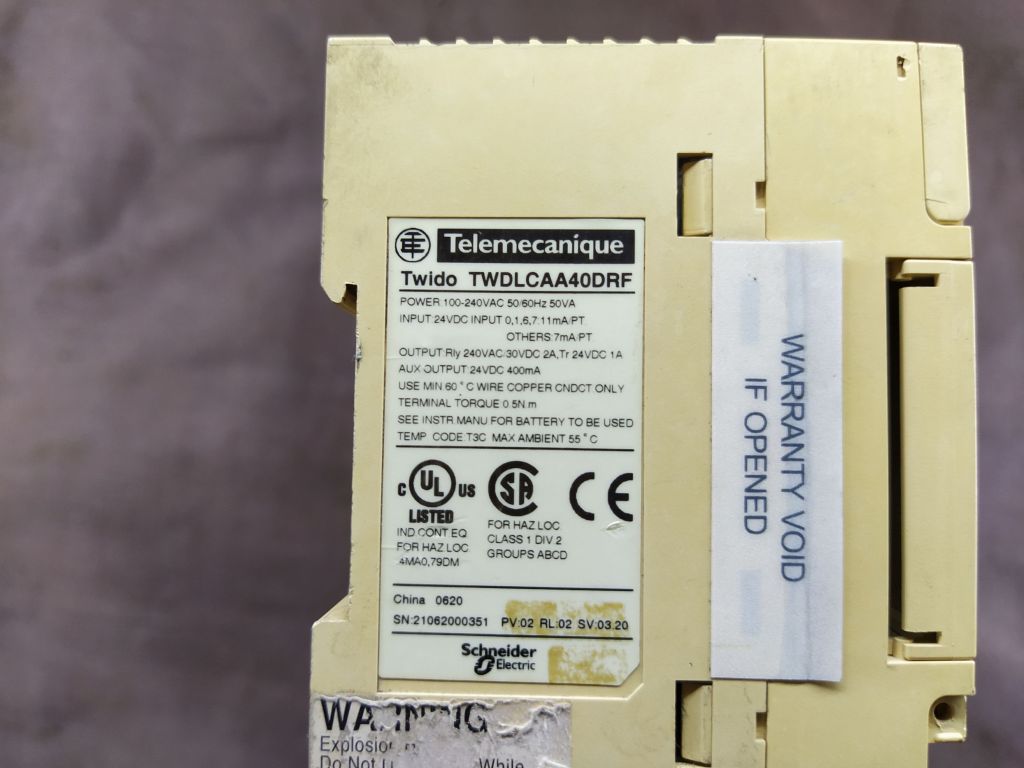 Telemecanique
Twido TWDLCAA40DRF
POWER:100-240VAC 50/60Hz 50VA
INPUT:24VDC INPUT 0,1,6,7:11mA/PT
OTHERS:7mA/PT
OUTPUT:Rly 240VAC/30VDC 2A,Tr 24VDC 1A
AUX OUTPUT 24VDC 400mA
USE MIN 60°C WIRE COPPER CNDCT ONLY
TERMINAL TORQUE 0.5N.m
SEE INSTR.MANU FOR BATTERY TO BE USED
TEMP. CODE:T3C MAX AMBIENT 55°C
C UL US
LISTED
IND.CONT.EQ.
FOR HAZ.LOC.
4MA0,79DM
SA
FOR HAZ LOC
CLASS 1 DIV 2
GROUPS ABCD
CE
China 0620
SN:21062000351 PV:02 RL:02 SV:03.20
Schneider
Electric
WARRANTY VOID
IF OPENED
WARNING
Do Not While